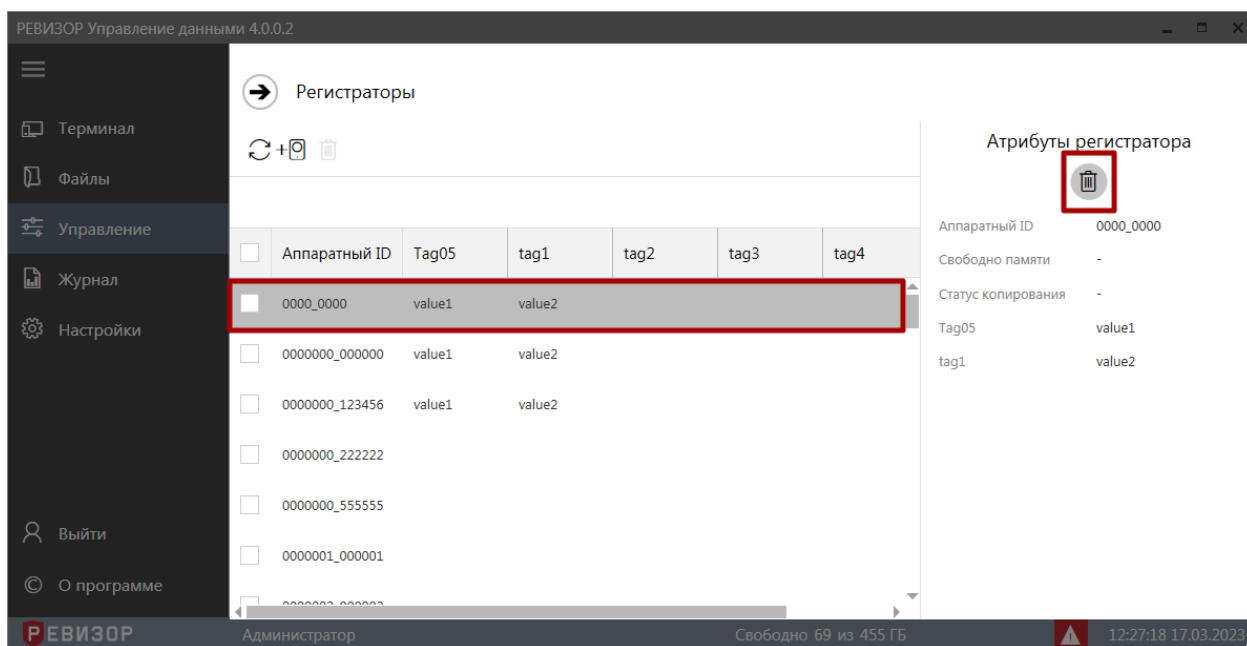 РЕВИЗОР Управление данными 4.0.0.2
Терминал
Файлы
Управление
Журнал
Настройки
Выйти
О программе
Регистраторы
Аппаратный ID Tag05 tag1 tag2 tag3 tag4
0000_0000 value1 value2
0000000_000000 value1 value2
0000000_123456 value1 value2
0000000_222222
0000000_555555
0000001_000001
Атрибуты регистратора
Аппаратный ID 0000_0000
Свободно памяти -
Статус копирования -
Tag05 value1
tag1 value2
РЕВИЗОР Администратор Свободно 69 из 455 ГБ 12:27:18 17.03.2023